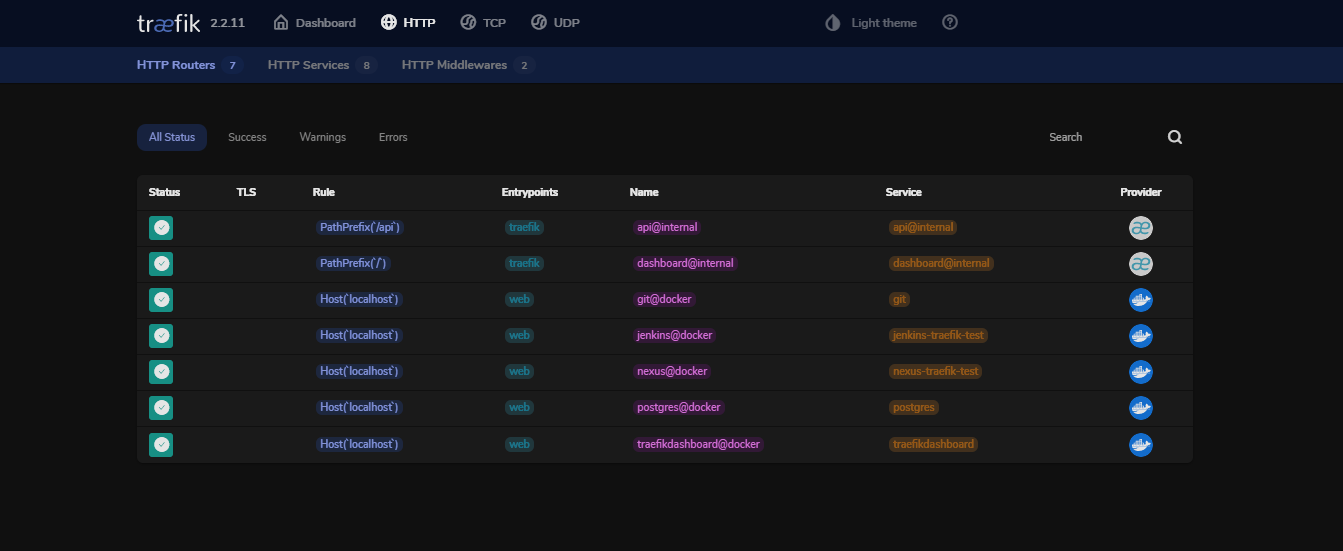 træfik 2.2.11 Dashboard HTTP TCP UDP Light theme
HTTP Routers 7 HTTP Services 8 HTTP Middlewares 2
All Status Success Warnings Errors Search
Status TLS Rule Entrypoints Name Service Provider
PathPrefix(`/api`) traefik api@internal api@internal æ
PathPrefix(`/`) traefik dashboard@internal dashboard@internal æ
Host(`localhost`) web git@docker git
Host(`localhost`) web jenkins@docker jenkins-traefik-test
Host(`localhost`) web nexus@docker nexus-traefik-test
Host(`localhost`) web postgres@docker postgres
Host(`localhost`) web traefikdashboard@docker traefikdashboard